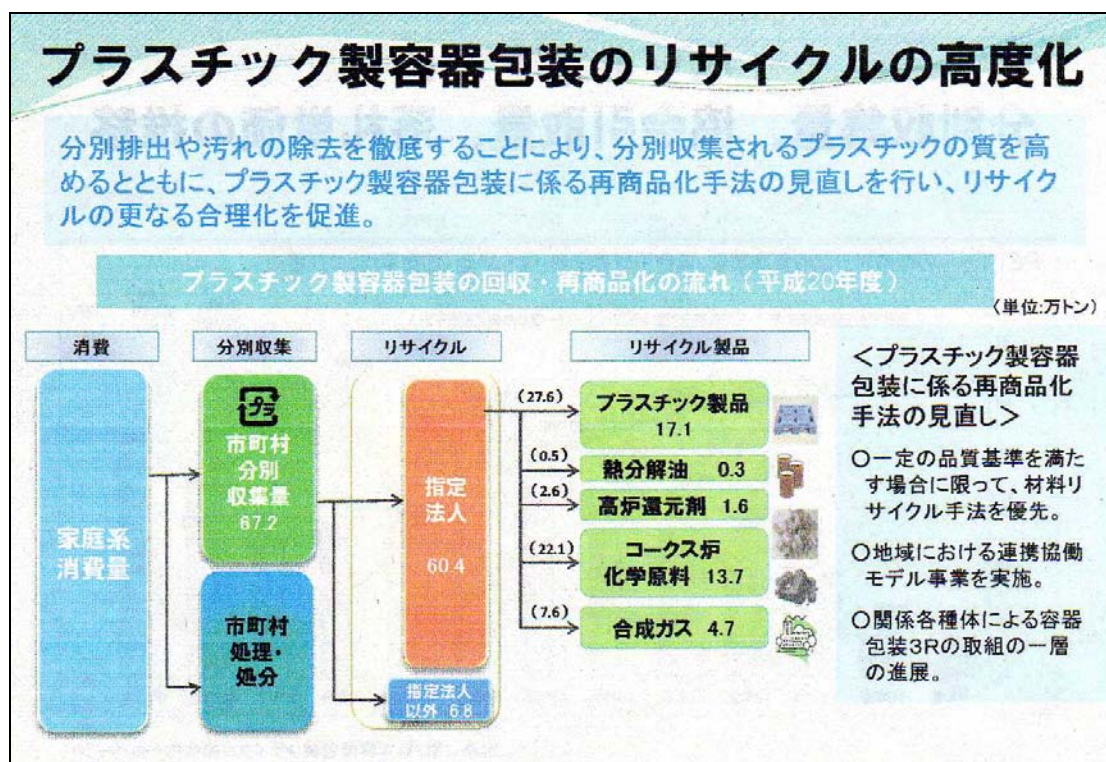 プラスチック製容器包装のリサイクルの高度化
分別排出や汚れの除去を徹底することにより、分別収集されるプラスチックの質を高
めるとともに、プラスチック製容器包装に係る再商品化手法の見直しを行い、リサイク
ルの更なる合理化を促進。
プラスチック製容器包装の回収・再商品化の流れ(平成20年度)
〈単位:万トン〉
消費
分別収集
リサイクル
リサイクル製品
家庭系
消費量
プラ
市町村
分別
収集量
67.2
市町村
処理・
処分
指定
法人
60.4
指定法人
以外 6.8
(27.6)
プラスチック製品
17.1
(0.5)
熱分解油 0.3
(2.6)
高炉還元剤 1.6
(22.1)
コークス炉
化学原料 13.7
(7.6)
合成ガス 4.7
<プラスチック製容器
包装に係る再商品化
手法の見直し>
○一定の品質基準を満た
す場合に限って、材料リ
サイクル手法を優先。
○地域における連携協働
モデル事業を実施。
○関係各種体による容器
包装3Rの取組の一層
の進展。